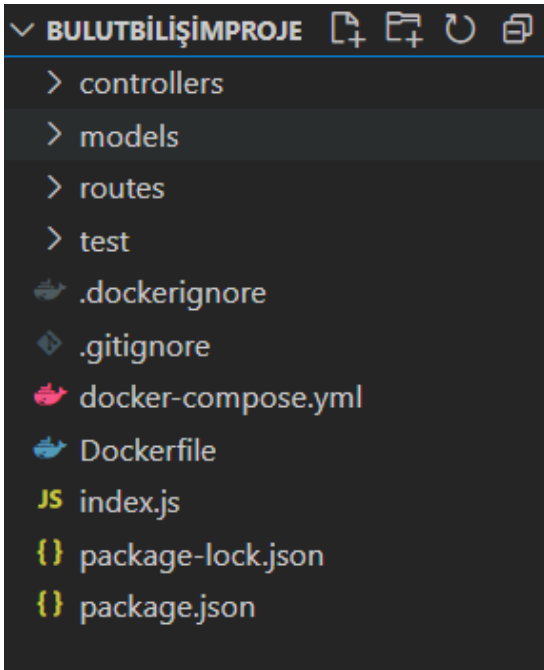 BULUTBİLİŞİMPROJE
controllers
models
routes
test
.dockerignore
.gitignore
docker-compose.yml
Dockerfile
JS index.js
{} package-lock.json
{} package.json